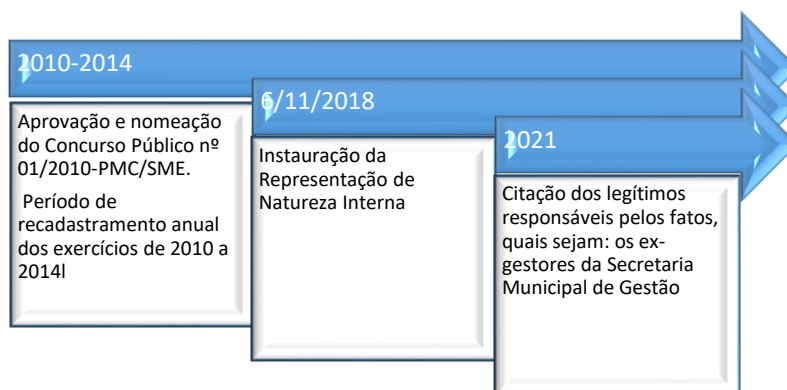 2010-2014
Aprovação e nomeação
do Concurso Público nº
01/2010-PMC/SME.
Período de
recadastramento anual
dos exercícios de 2010 a
2014l
6/11/2018
Instauração da
Representação de
Natureza Interna
2021
Citação dos legítimos
responsáveis pelos fatos,
quais sejam: os ex-
gestores da Secretaria
Municipal de Gestão